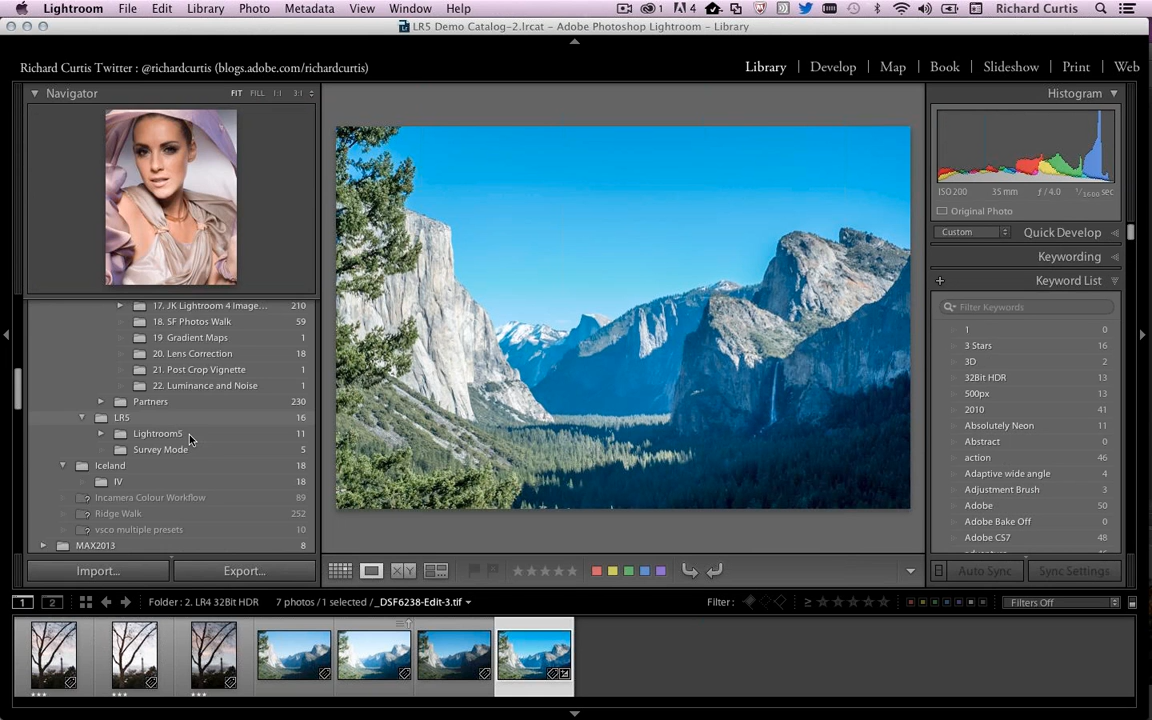 Lightroom File Edit Library Photo Metadata View Window Help 1 4 Richard Curtis
LR5 Demo Catalog-2.lrcat – Adobe Photoshop Lightroom – Library
Richard Curtis Twitter : @richardcurtis (blogs.adobe.com/richardcurtis)
Library | Develop | Map | Book | Slideshow | Print | Web
Navigator FIT FILL 1:1 3:1
Histogram
ISO 200 35 mm ƒ / 4.0 1/1600 sec
Original Photo
Custom Quick Develop
Keywording
Keyword List
Filter Keywords
1 0
3 Stars 16
3D 2
32Bit HDR 13
500px 13
2010 41
Absolutely Neon 11
Abstract 0
action 46
Adaptive wide angle 4
Adjustment Brush 3
Adobe 50
Adobe Bake Off 0
Adobe CS7 48
17. JK Lightroom 4 Image... 210
18. SF Photos Walk 59
19 Gradient Maps 1
20. Lens Correction 18
21. Post Crop Vignette 1
22. Luminance and Noise 1
Partners 230
LR5 16
Lightroom5 11
Survey Mode 5
Iceland 18
IV 18
Incamera Colour Workflow 89
Ridge Walk 252
vsco multiple presets 10
MAX2013 8
Import... Export...
XY
Auto Sync Sync Settings
1 2 Folder : 2. LR4 32Bit HDR 7 photos / 1 selected / _DSF6238-Edit-3.tif Filter : ≥ Filters Off